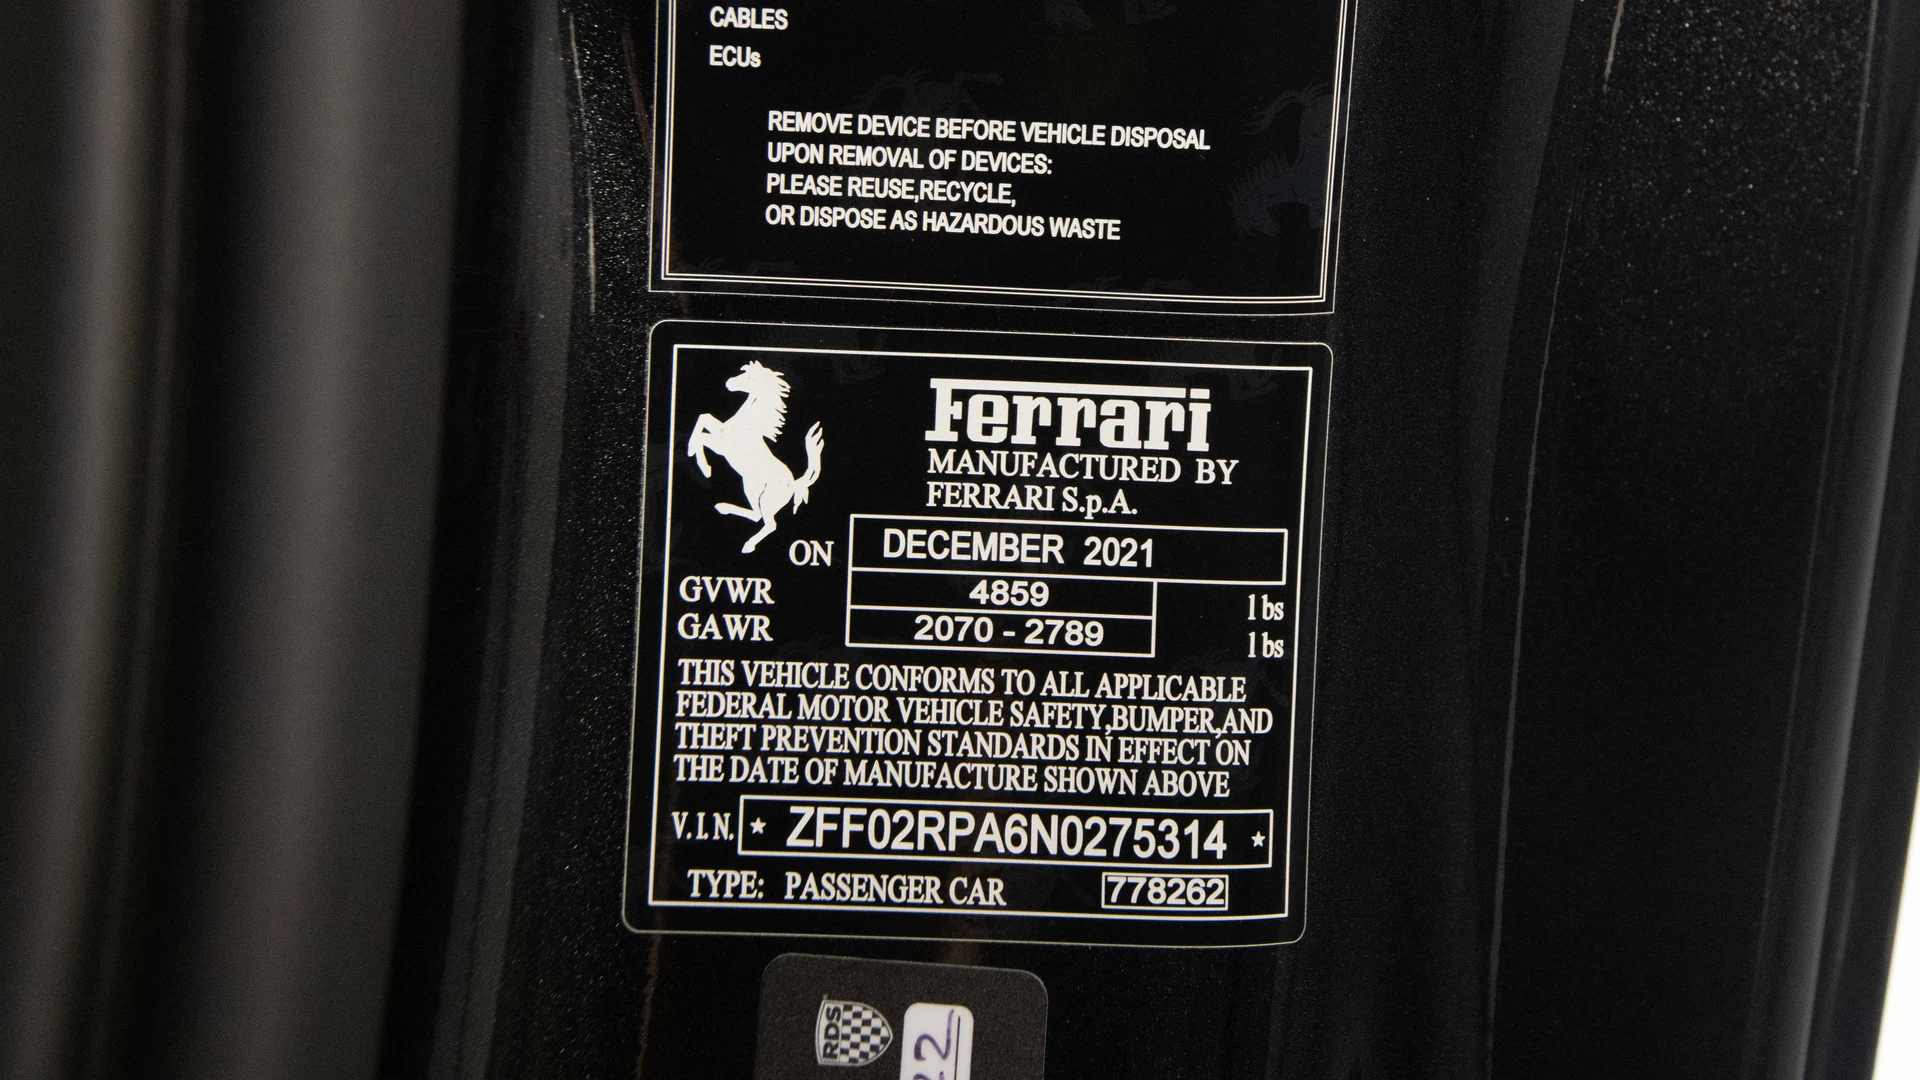 CABLES
ECUs
REMOVE DEVICE BEFORE VEHICLE DISPOSAL
UPON REMOVAL OF DEVICES:
PLEASE REUSE,RECYCLE,
OR DISPOSE AS HAZARDOUS WASTE
Ferrari
MANUFACTURED BY
FERRARI S.p.A.
ON DECEMBER 2021
GVWR 4859 lbs
GAWR 2070 - 2789 lbs
THIS VEHICLE CONFORMS TO ALL APPLICABLE
FEDERAL MOTOR VEHICLE SAFETY,BUMPER,AND
THEFT PREVENTION STANDARDS IN EFFECT ON
THE DATE OF MANUFACTURE SHOWN ABOVE
V.I.N. * ZFF02RPA6N0275314 *
TYPE: PASSENGER CAR 778262
RDS
22